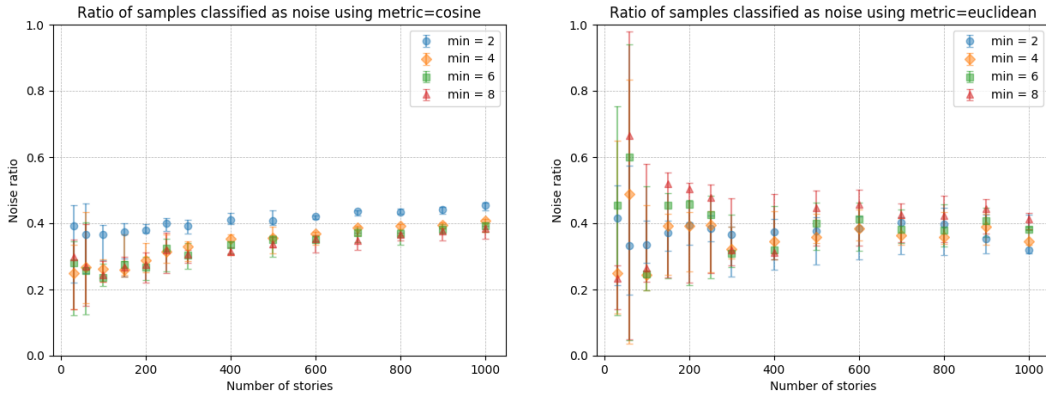 Ratio of samples classified as noise using metric=cosine
1.0
0.8
0.6
0.4
0.2
0.0
Noise ratio
min = 2
min = 4
min = 6
min = 8
0 200 400 600 800 1000
Number of stories
Ratio of samples classified as noise using metric=euclidean
1.0
0.8
0.6
0.4
0.2
0.0
Noise ratio
min = 2
min = 4
min = 6
min = 8
0 200 400 600 800 1000
Number of stories